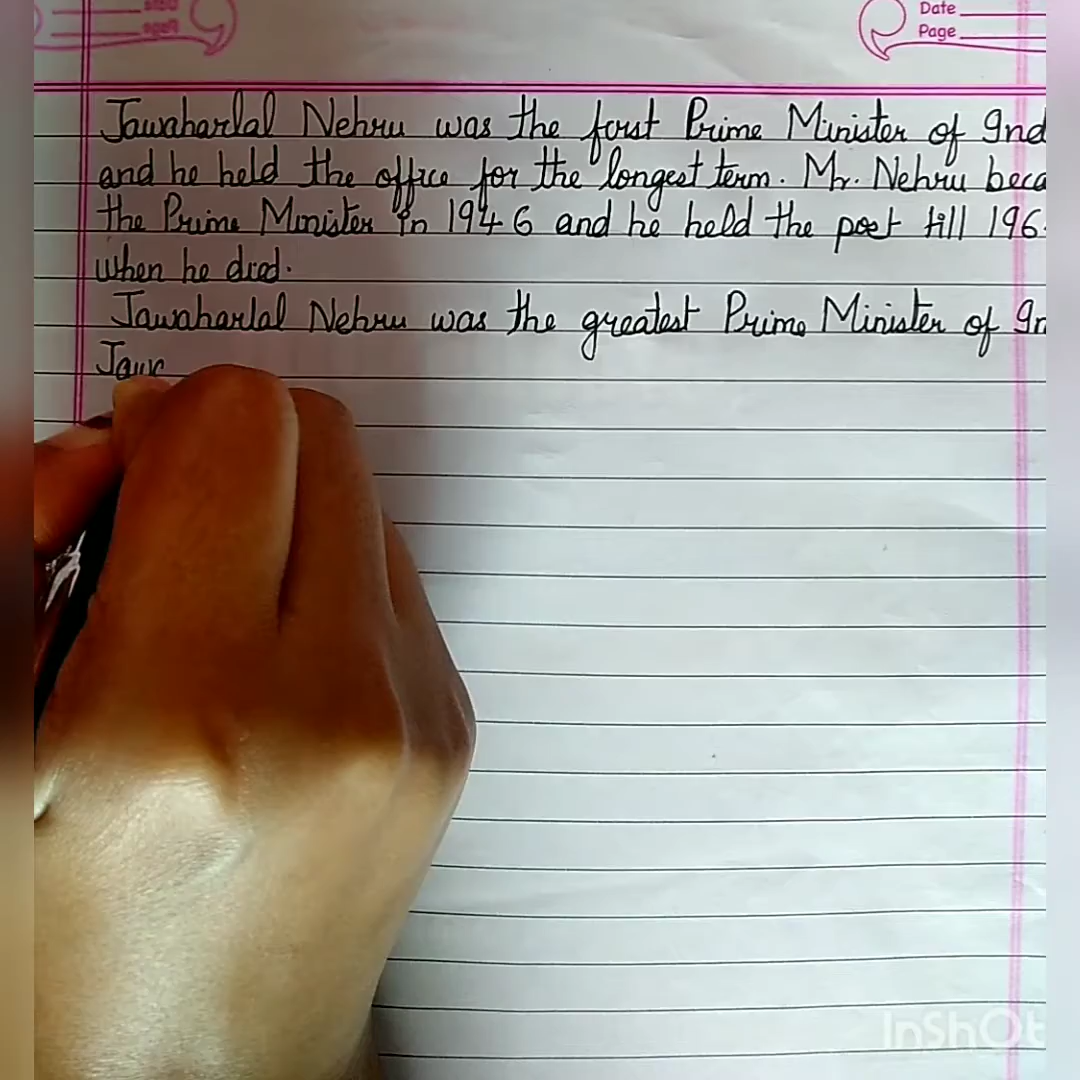 Date
Page
Jawaharlal Nehru was the first Prime Minister of Ind
and he held the office for the longest term. Mr. Nehru beca
the Prime Minister in 1946 and he held the post till 196
when he died.
Jawaharlal Nehru was the greatest Prime Minister of In
Jaw
InShOt